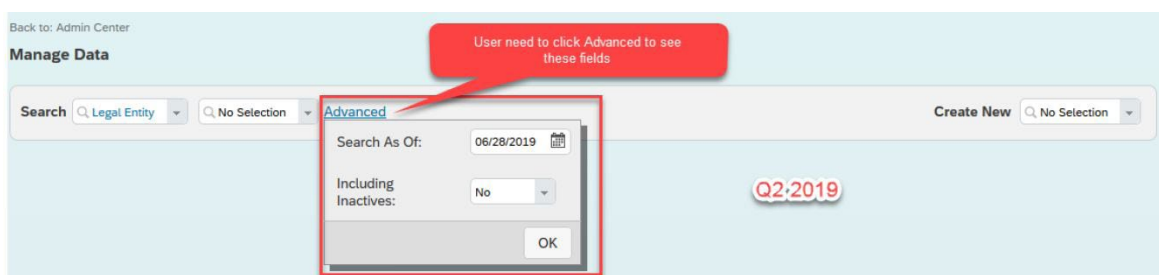 Back to: Admin Center
Manage Data
User need to click Advanced to see
these fields
Search Legal Entity No Selection Advanced Create New No Selection
Search As Of: 06/28/2019
Including
Inactives: No
OK
Q2 2019